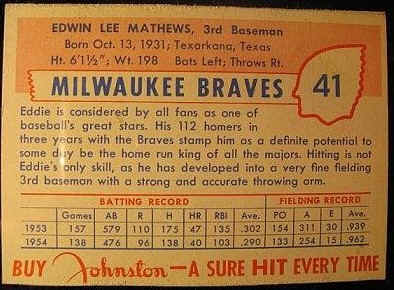 EDWIN LEE MATHEWS, 3rd Baseman
Born Oct. 13, 1931; Texarkana, Texas
Ht. 6'1½"; Wt. 198 Bats Left; Throws Rt.
MILWAUKEE BRAVES 41
Eddie is considered by all fans as one of
baseball's great stars. His 112 homers in
three years with the Braves stamp him as a definite potential to
some day be the home run king of all the majors. Hitting is not
Eddie's only skill, as he has developed into a very fine fielding
3rd baseman with a strong and accurate throwing arm.
BATTING RECORD FIELDING RECORD
Games AB R H HR RBI Ave. PO A E Ave.
1953 157 579 110 175 47 135 .302 154 311 30 .939
1954 138 476 96 138 40 103 .290 133 254 15 .962
BUY Johnston—A SURE HIT EVERY TIME